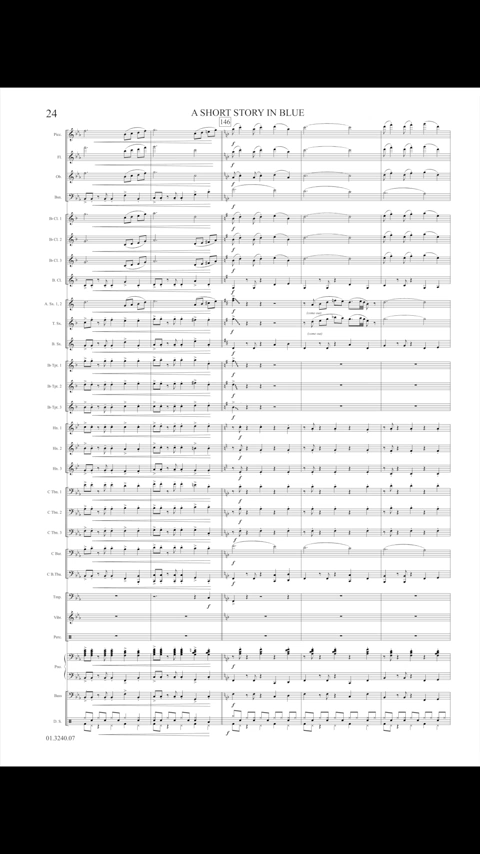 24
A SHORT STORY IN BLUE
146
Picc.
Fl.
Ob.
Bsn.
B♭ Cl. 1
B♭ Cl. 2
B♭ Cl. 3
B. Cl.
A. Sx. 1, 2
T. Sx.
B. Sx.
B♭ Tpt. 1
B♭ Tpt. 2
B♭ Tpt. 3
Hn. 1
Hn. 2
Hn. 3
C Tbn. 1
C Tbn. 2
C Tbn. 3
C Bar.
C B.Tba.
Timp.
Vibs.
Perc.
Pno.
Bass
D. S.
01.3240.07